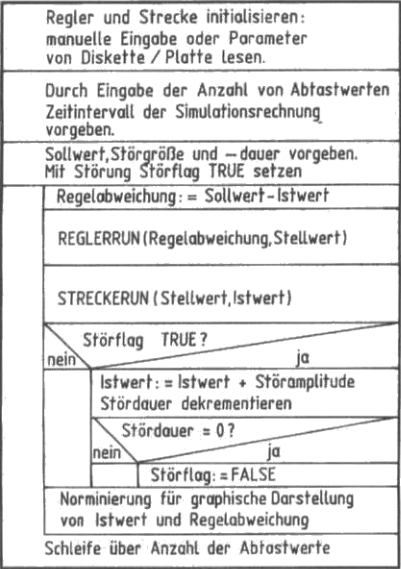 Regler und Strecke initialisieren:
manuelle Eingabe oder Parameter
von Diskette / Platte lesen.
Durch Eingabe der Anzahl von Abtastwerten
Zeitintervall der Simulationsrechnung
vorgeben.
Sollwert, Störgröße und – dauer vorgeben.
Mit Störung Störflag TRUE setzen
Regelabweichung: = Sollwert-Istwert
REGLERRUN (Regelabweichung, Stellwert)
STRECKERUN ( Stellwert, Istwert)
Störflag TRUE ?
nein ja
Istwert: = Istwert + Störamplitude
Stördauer dekrementieren
Stördauer = 0 ?
nein ja
Störflag: = FALSE
Norminierung für graphische Darstellung
von Istwert und Regelabweichung
Schleife über Anzahl der Abtastwerte